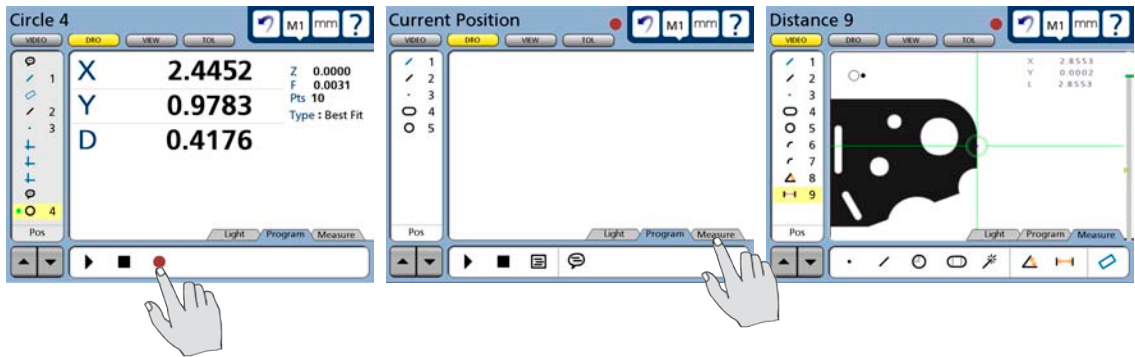 Circle 4
M1 mm ?
VIDEO DRO VIEW TOL
1
2
3
4
Pos
X 2.4452
Y 0.9783
D 0.4176
Z 0.0000
F 0.0031
Pts 10
Type : Best Fit
Light Program Measure
Current Position
M1 mm ?
VIDEO DRO VIEW TOL
1
2
3
4
5
Pos
Light Program Measure
Distance 9
M1 mm ?
VIDEO DRO VIEW TOL
1
2
3
4
5
6
7
8
9
Pos
X 2.8553
Y 0.0002
L 2.8553
Light Program Measure